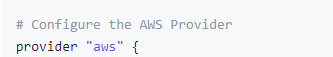 # Configure the AWS Provider
provider "aws" {